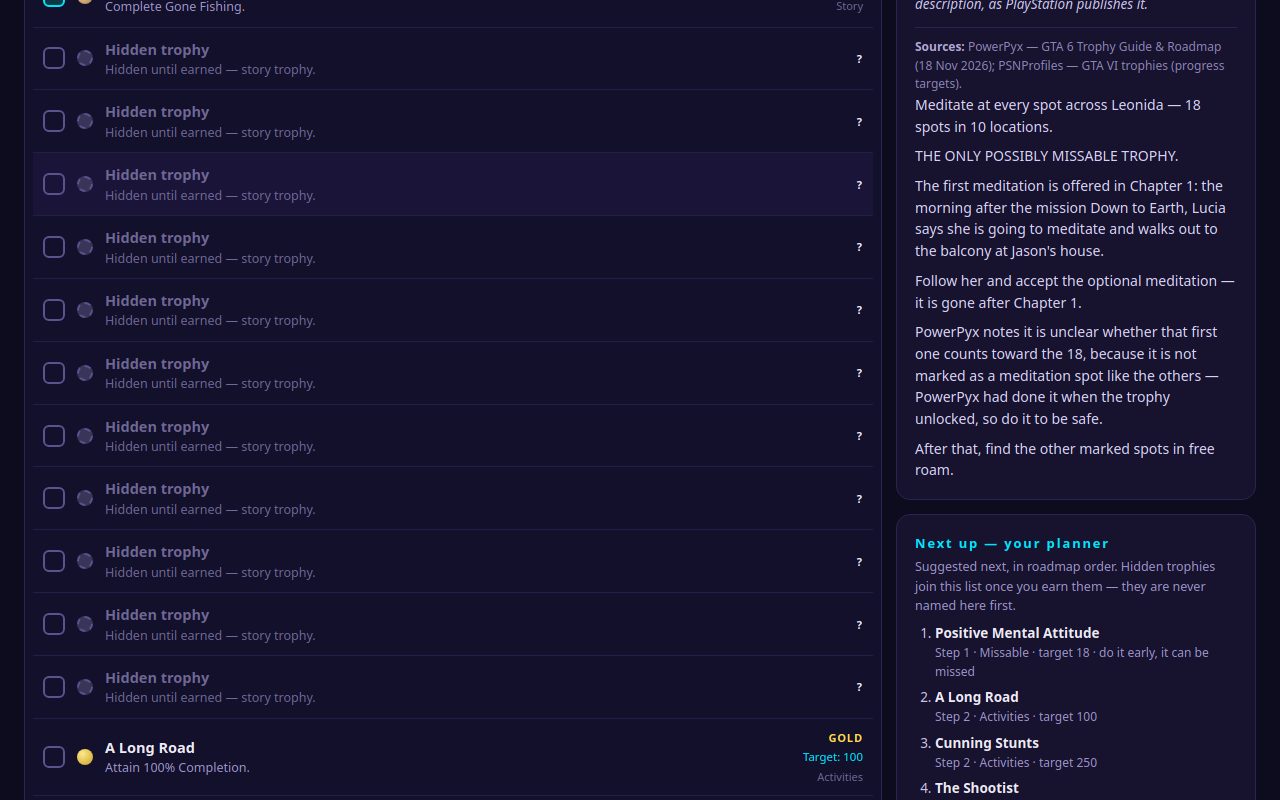 Complete Gone Fishing.
Story
Hidden trophy
Hidden until earned — story trophy.
?
Hidden trophy
Hidden until earned — story trophy.
?
Hidden trophy
Hidden until earned — story trophy.
?
Hidden trophy
Hidden until earned — story trophy.
?
Hidden trophy
Hidden until earned — story trophy.
?
Hidden trophy
Hidden until earned — story trophy.
?
Hidden trophy
Hidden until earned — story trophy.
?
Hidden trophy
Hidden until earned — story trophy.
?
Hidden trophy
Hidden until earned — story trophy.
?
Hidden trophy
Hidden until earned — story trophy.
?
Hidden trophy
Hidden until earned — story trophy.
?
A Long Road
Attain 100% Completion.
GOLD
Target: 100
Activities
description, as PlayStation publishes it.
Sources: PowerPyx — GTA 6 Trophy Guide & Roadmap
(18 Nov 2026); PSNProfiles — GTA VI trophies (progress
targets).
Meditate at every spot across Leonida — 18
spots in 10 locations.
THE ONLY POSSIBLY MISSABLE TROPHY.
The first meditation is offered in Chapter 1: the
morning after the mission Down to Earth, Lucia
says she is going to meditate and walks out to
the balcony at Jason's house.
Follow her and accept the optional meditation —
it is gone after Chapter 1.
PowerPyx notes it is unclear whether that first
one counts toward the 18, because it is not
marked as a meditation spot like the others —
PowerPyx had done it when the trophy
unlocked, so do it to be safe.
After that, find the other marked spots in free
roam.
Next up — your planner
Suggested next, in roadmap order. Hidden trophies
join this list once you earn them — they are never
named here first.
1. Positive Mental Attitude
Step 1 · Missable · target 18 · do it early, it can be
missed
2. A Long Road
Step 2 · Activities · target 100
3. Cunning Stunts
Step 2 · Activities · target 250
4. The Shootist